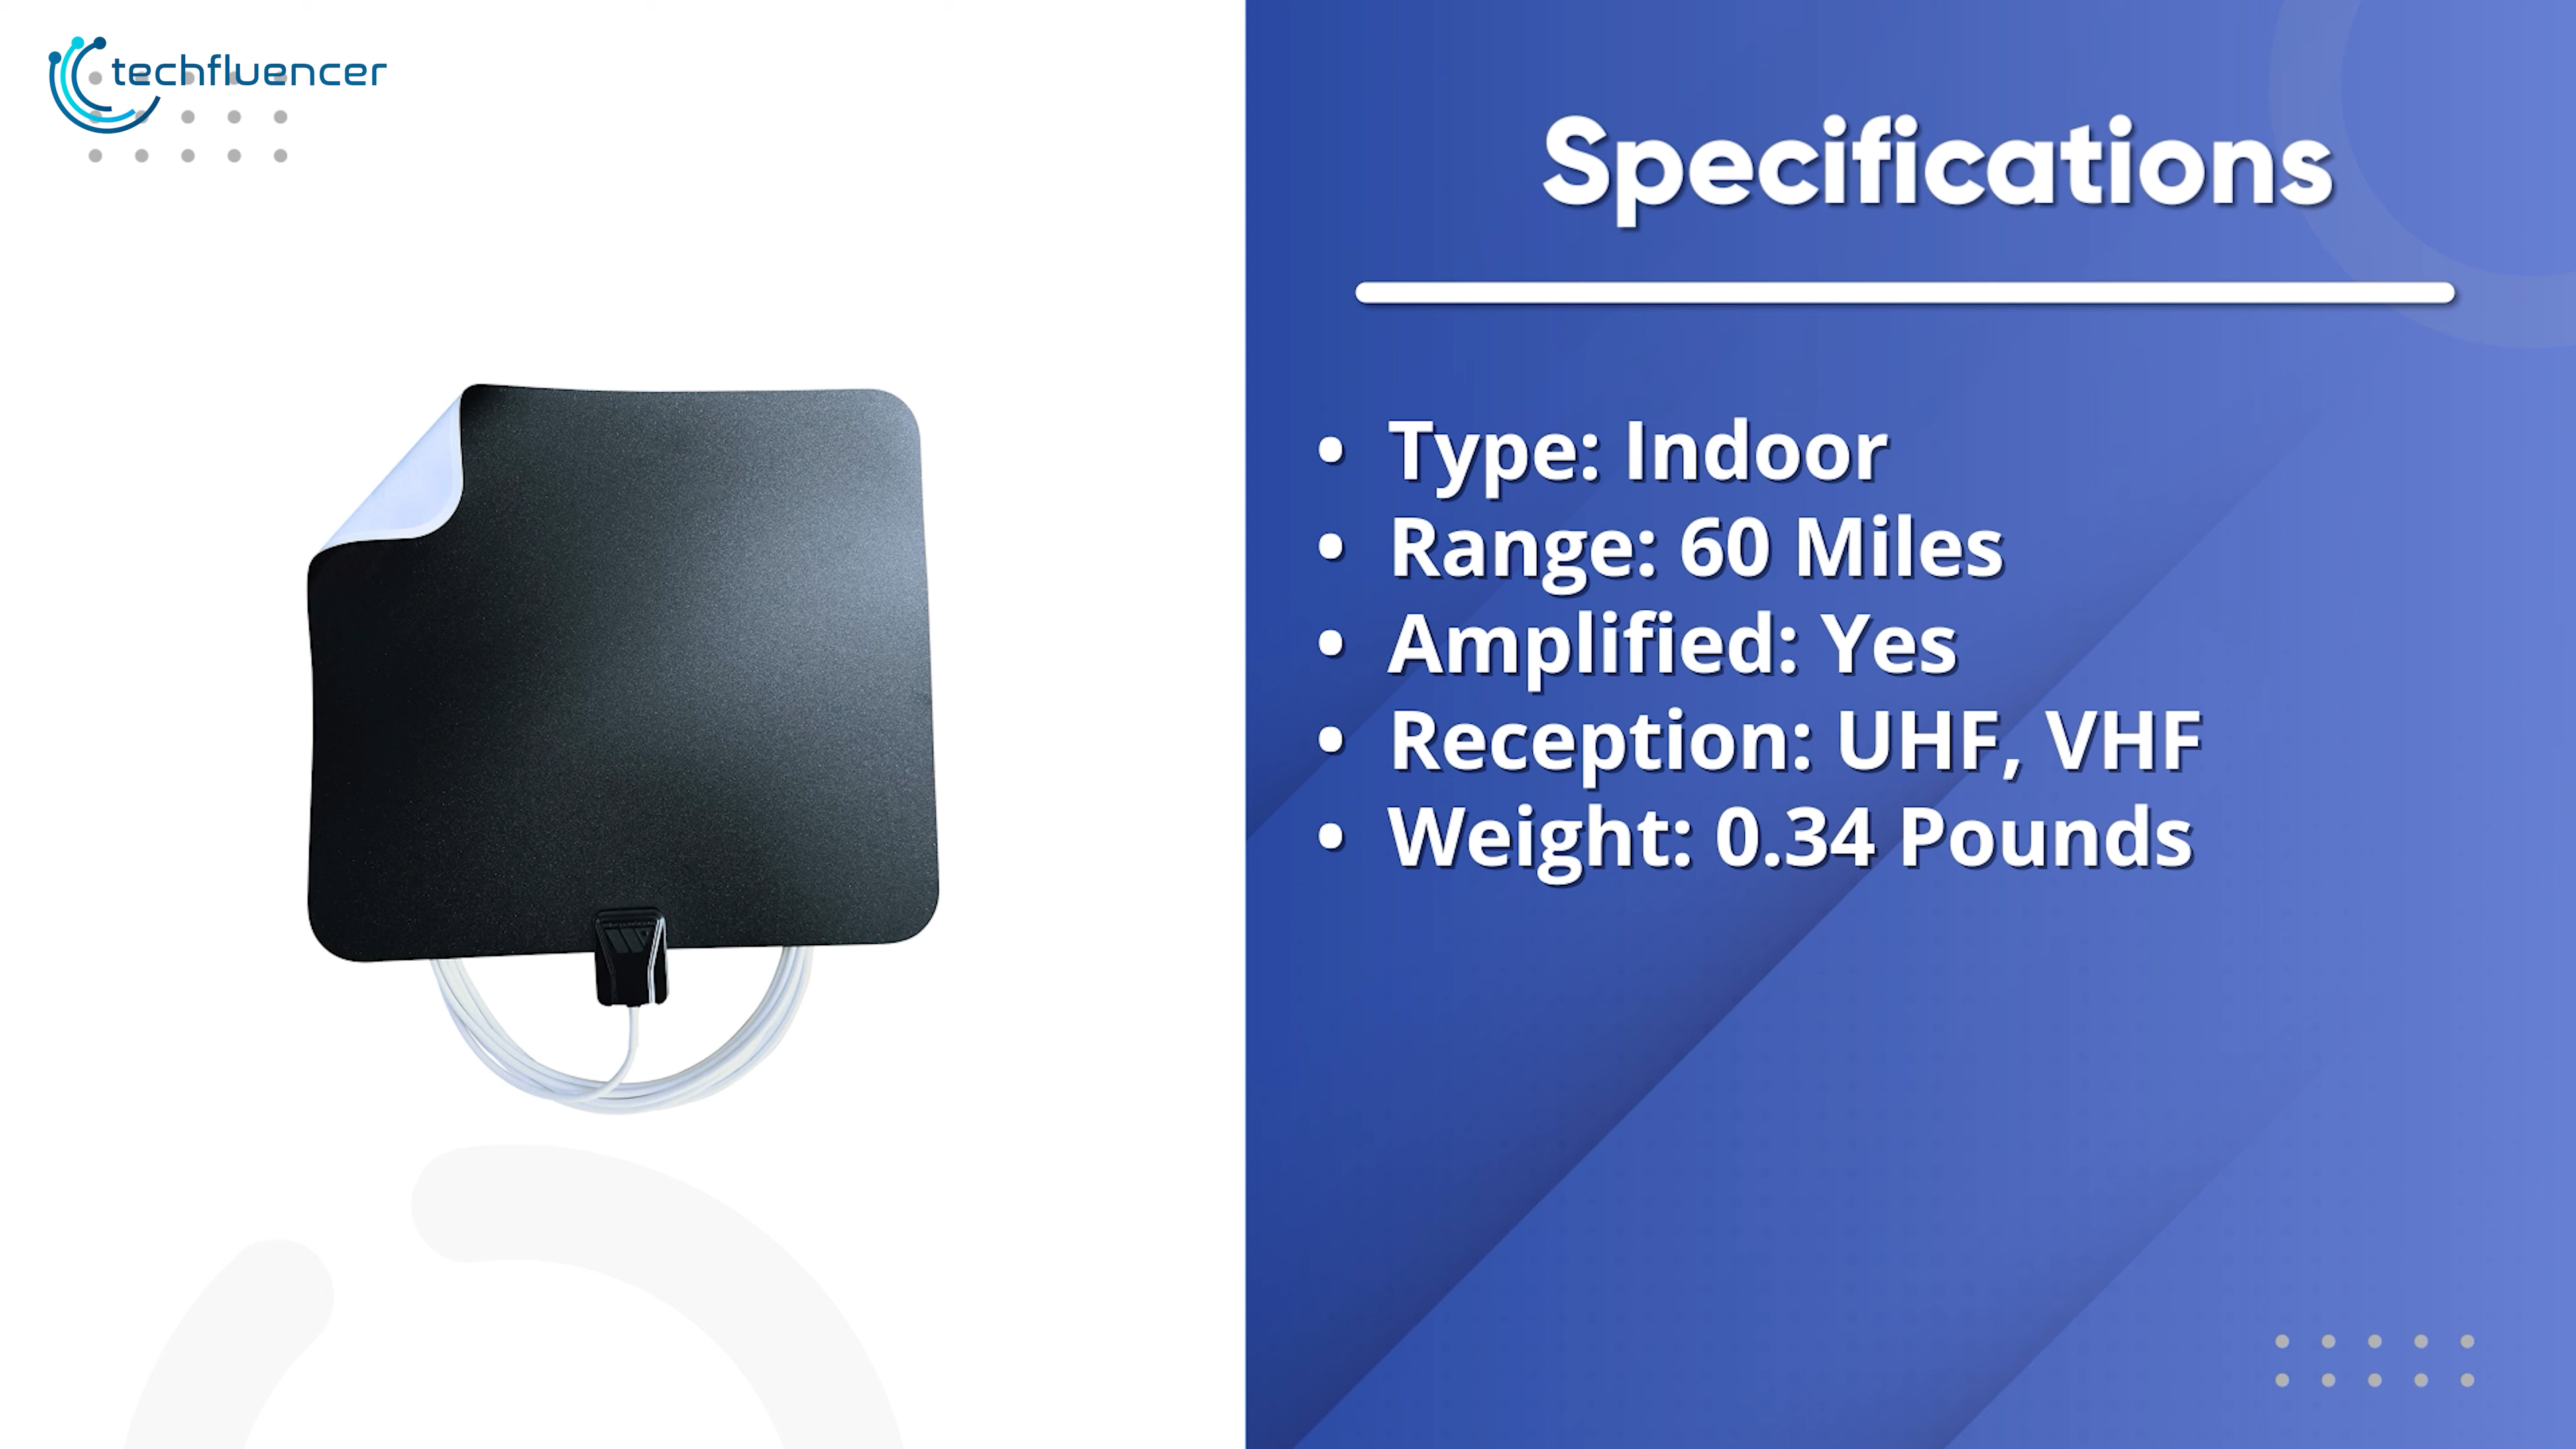 techfluencer
Specifications
• Type: Indoor
• Range: 60 Miles
• Amplified: Yes
• Reception: UHF, VHF
• Weight: 0.34 Pounds